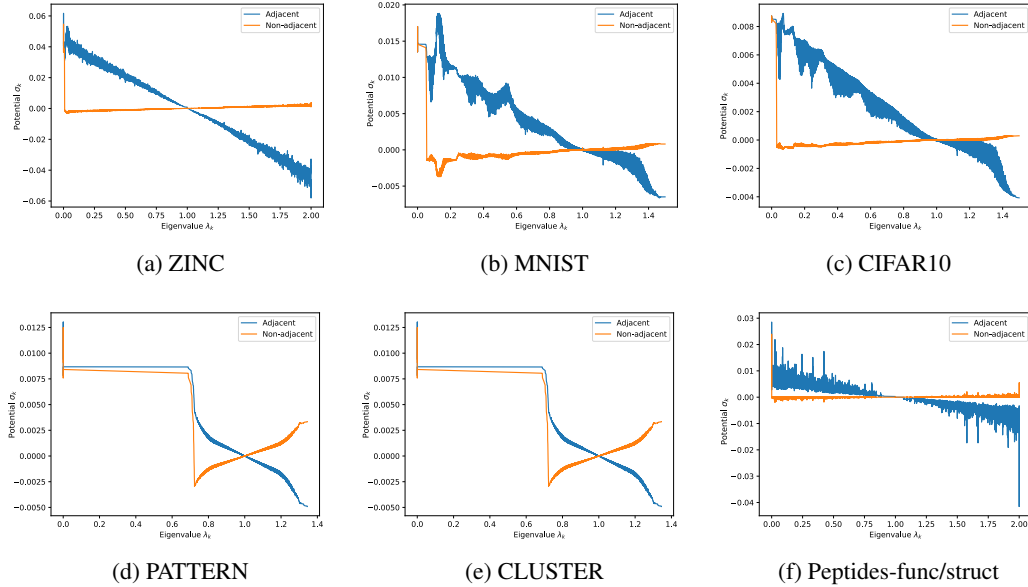 0.06
0.04
0.02
0.00
−0.02
−0.04
−0.06
Potential σk
Adjacent
Non-adjacent
0.00 0.25 0.50 0.75 1.00 1.25 1.50 1.75 2.00
Eigenvalue λk
(a) ZINC
0.020
0.015
0.010
0.005
0.000
−0.005
Potential σk
Adjacent
Non-adjacent
0.0 0.2 0.4 0.6 0.8 1.0 1.2 1.4
Eigenvalue λk
(b) MNIST
0.008
0.006
0.004
0.002
0.000
−0.002
−0.004
Potential σk
Adjacent
Non-adjacent
0.0 0.2 0.4 0.6 0.8 1.0 1.2 1.4
Eigenvalue λk
(c) CIFAR10
0.0125
0.0100
0.0075
0.0050
0.0025
0.0000
−0.0025
−0.0050
Potential σk
Adjacent
Non-adjacent
0.0 0.2 0.4 0.6 0.8 1.0 1.2 1.4
Eigenvalue λk
(d) PATTERN
0.0125
0.0100
0.0075
0.0050
0.0025
0.0000
−0.0025
−0.0050
Potential σk
Adjacent
Non-adjacent
0.0 0.2 0.4 0.6 0.8 1.0 1.2 1.4
Eigenvalue λk
(e) CLUSTER
0.03
0.02
0.01
0.00
−0.01
−0.02
−0.03
−0.04
Potential σk
Adjacent
Non-adjacent
0.00 0.25 0.50 0.75 1.00 1.25 1.50 1.75 2.00
Eigenvalue λk
(f) Peptides-func/struct